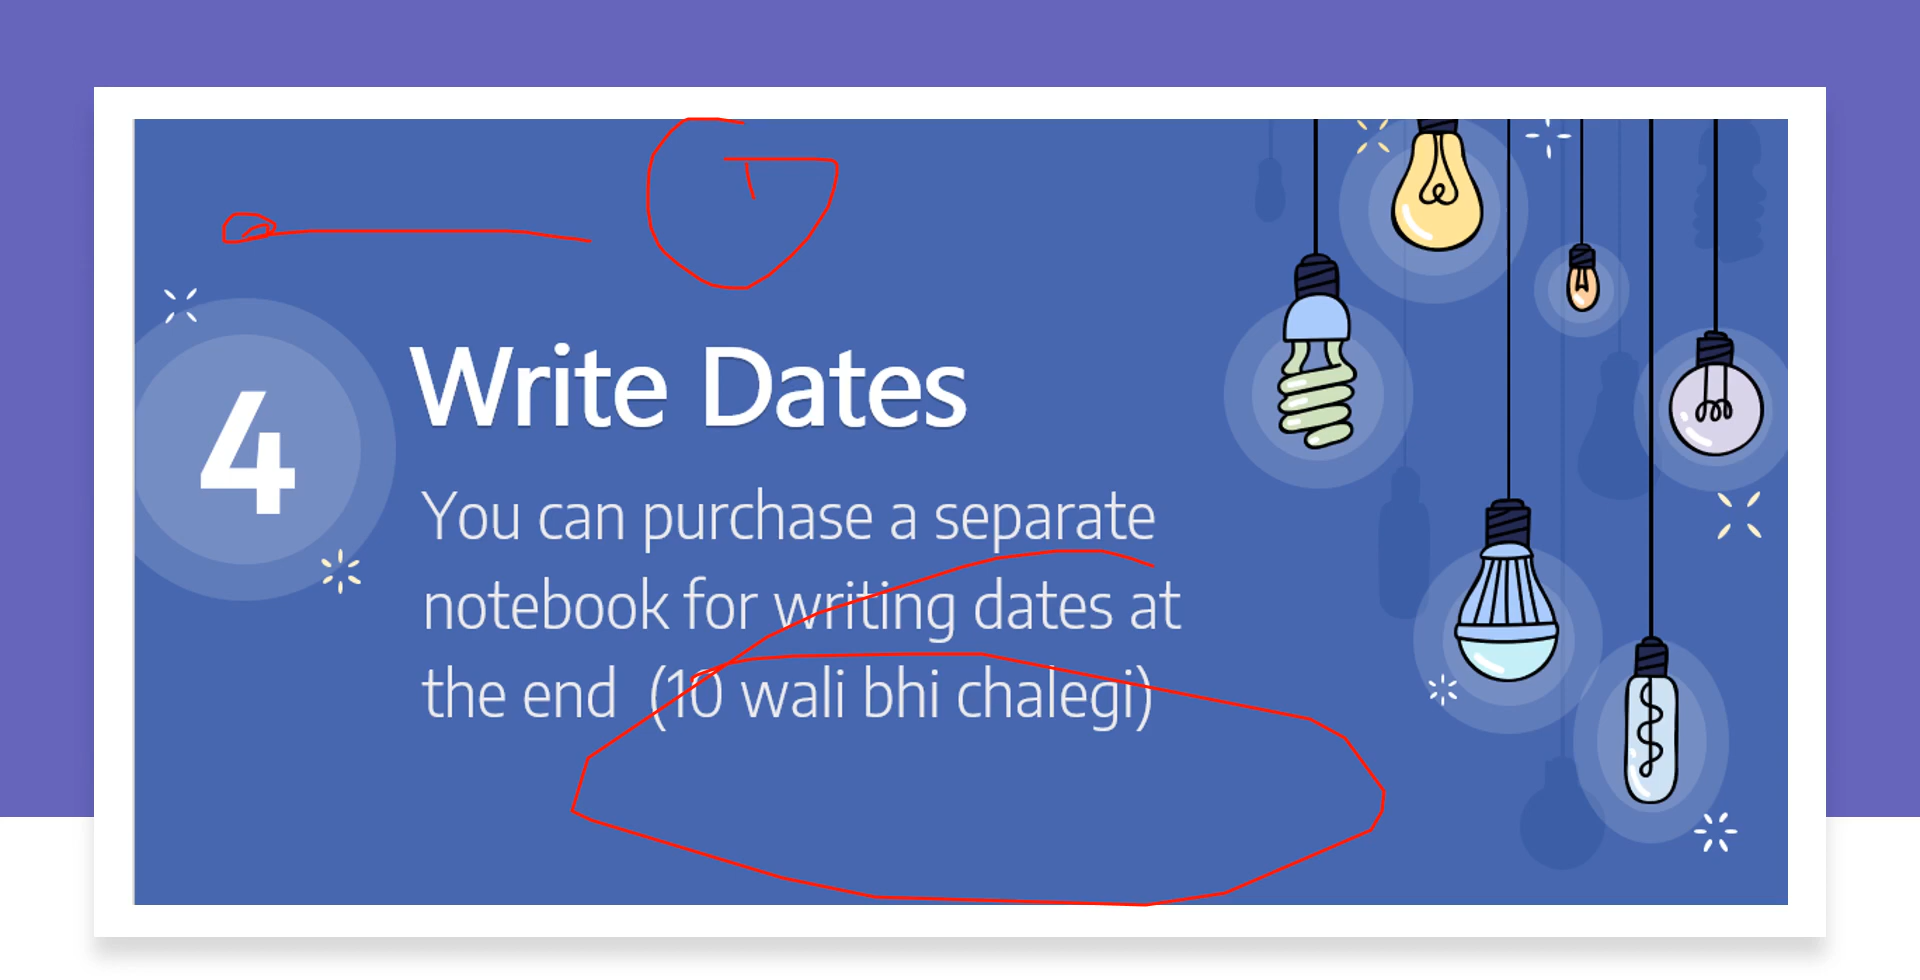 4
Write Dates
You can purchase a separate
notebook for writing dates at
the end (10 wali bhi chalegi)